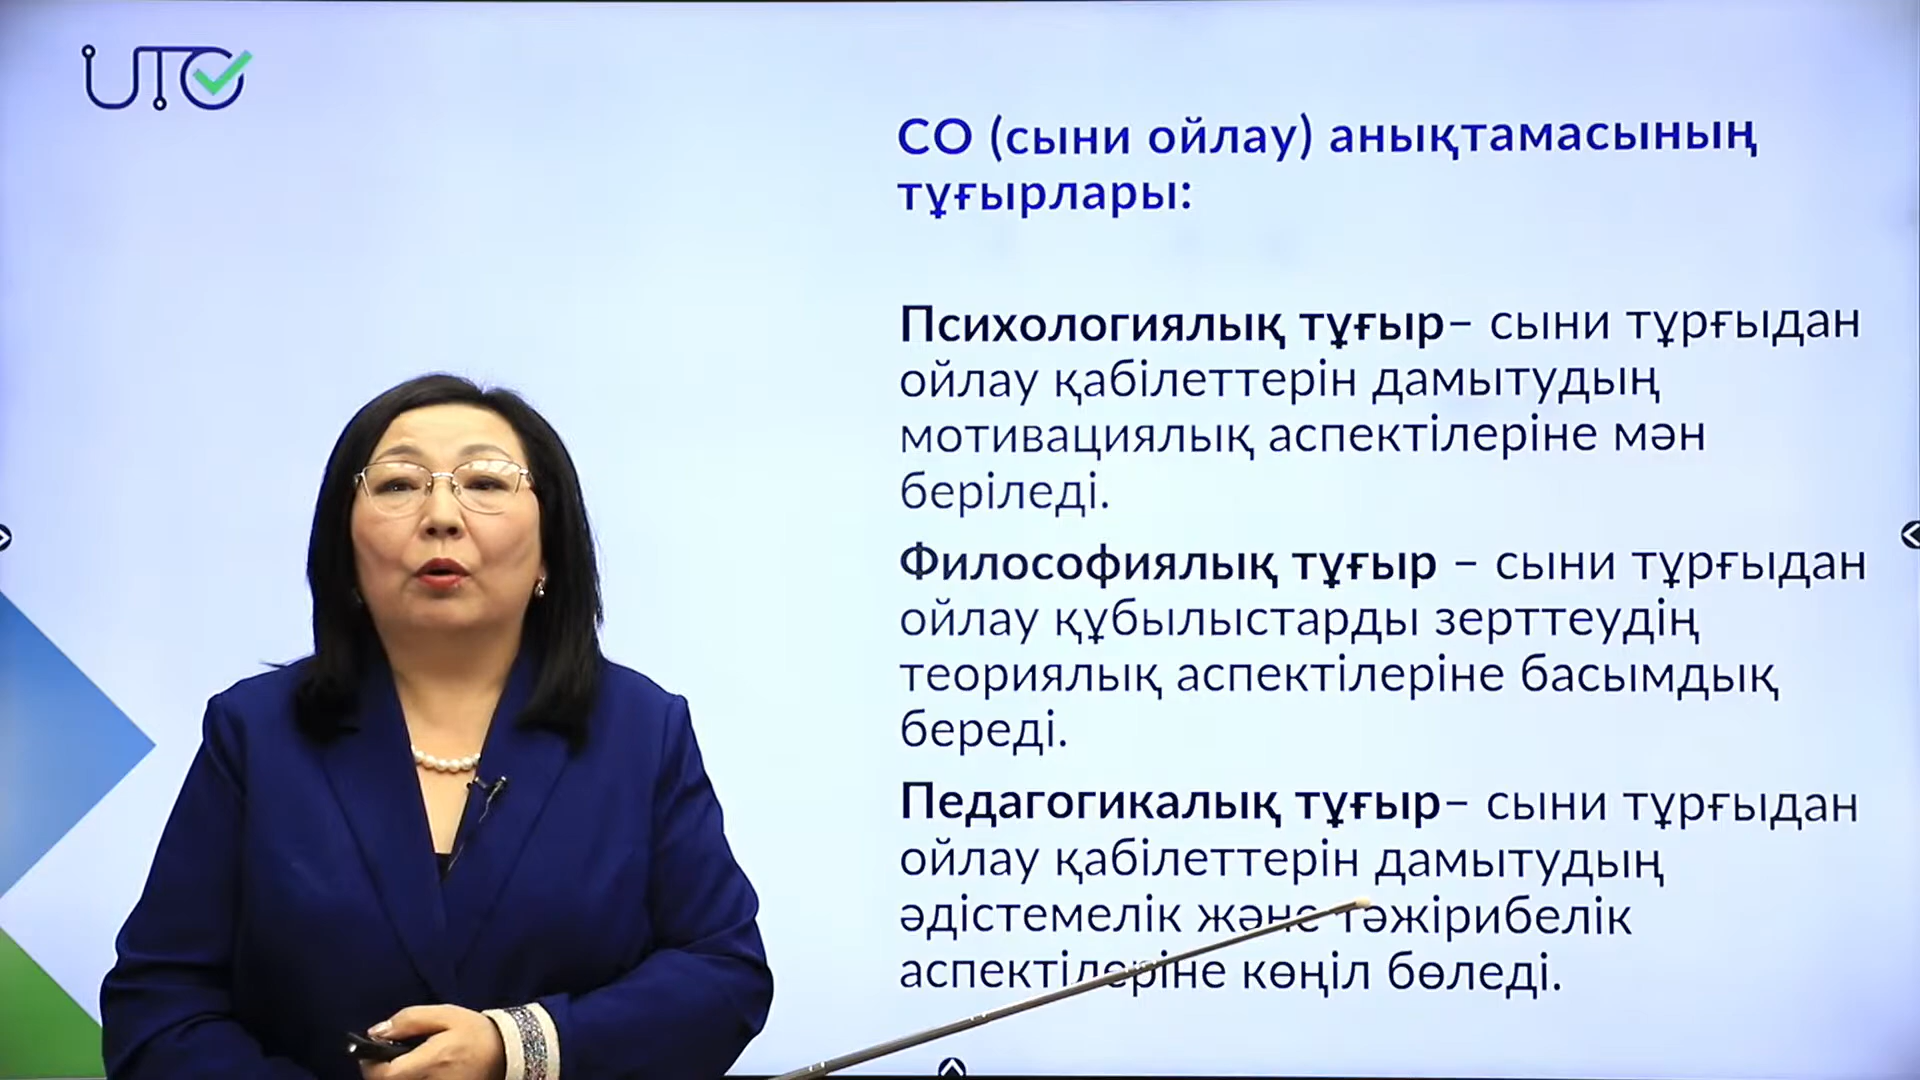 UTO
СО (сыни ойлау) анықтамасының
тұғырлары:
Психологиялық тұғыр– сыни тұрғыдан
ойлау қабілеттерін дамытудың
мотивациялық аспектілеріне мән
беріледі.
Философиялық тұғыр – сыни тұрғыдан
ойлау құбылыстарды зерттеудің
теориялық аспектілеріне басымдық
береді.
Педагогикалық тұғыр– сыни тұрғыдан
ойлау қабілеттерін дамытудың
әдістемелік және тәжірибелік
аспектілеріне көңіл бөледі.